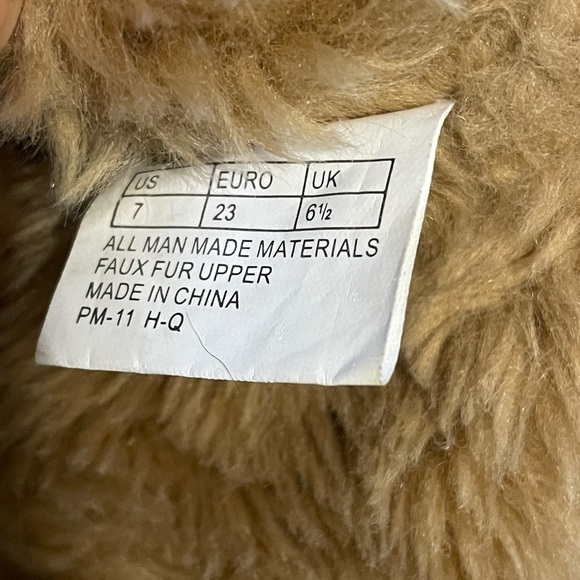 US EURO UK
7 23 6½
ALL MAN MADE MATERIALS
FAUX FUR UPPER
MADE IN CHINA
PM-11 H-Q